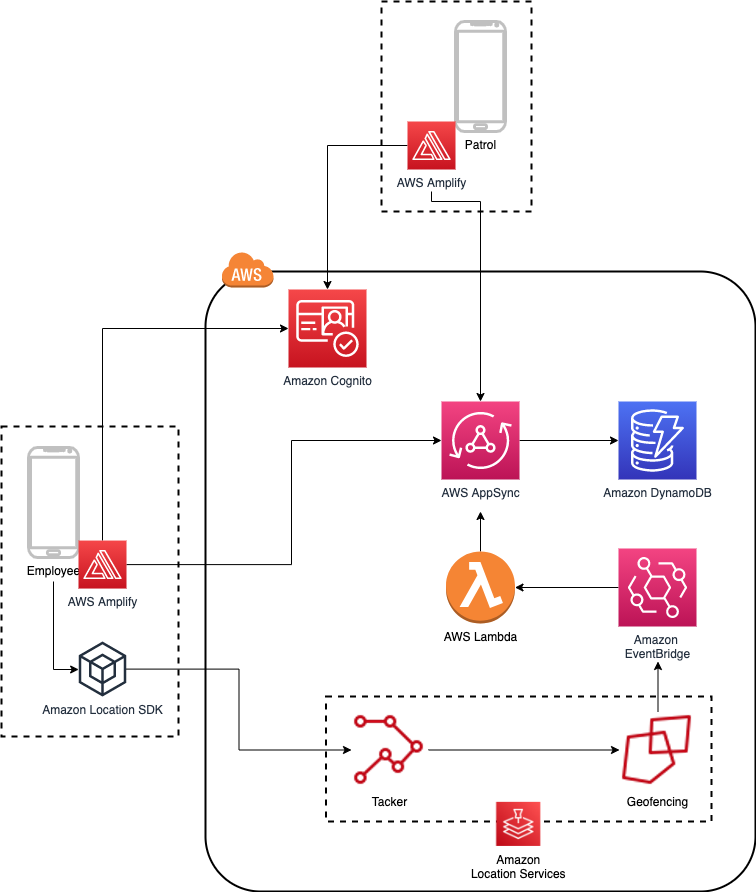 Patrol
AWS Amplify
AWS
Amazon Cognito
AWS AppSync
Amazon DynamoDB
Employee
AWS Amplify
AWS Lambda
Amazon
EventBridge
Amazon Location SDK
Tacker
Geofencing
Amazon
Location Services